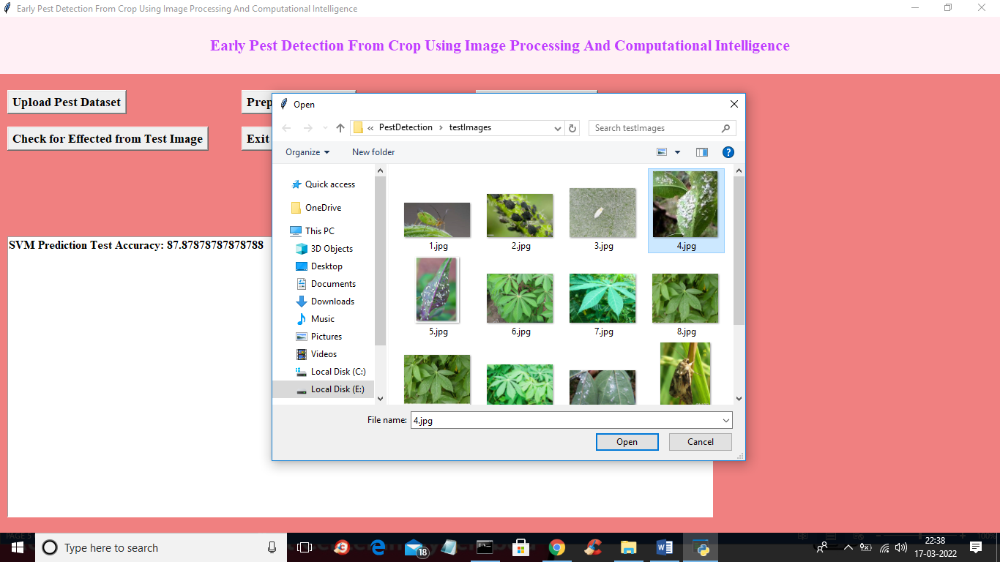 Early Pest Detection From Crop Using Image Processing And Computational Intelligence
Early Pest Detection From Crop Using Image Processing And Computational Intelligence
Upload Pest Dataset
Prep
Check for Effected from Test Image
Exit
SVM Prediction Test Accuracy: 87.87878787878788
Open
« PestDetection › testImages
Search testImages
Organize
New folder
Quick access
OneDrive
This PC
3D Objects
Desktop
Documents
Downloads
Music
Pictures
Videos
Local Disk (C:)
Local Disk (E:)
1.jpg
2.jpg
3.jpg
4.jpg
5.jpg
6.jpg
7.jpg
8.jpg
File name: 4.jpg
Open
Cancel
PAGE 5
100%
Type here to search
18
22:38
17-03-2022